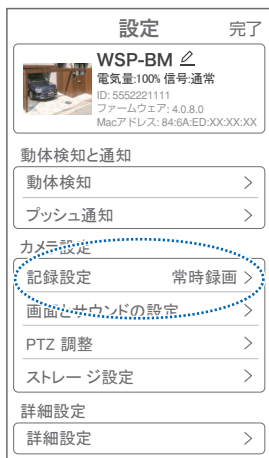 設定 完了
WSP-BM
電気量:100% 信号:通常
ID: 5552221111
ファームウェア: 4.0.8.0
Macアドレス: 84:6A:ED:XX:XX:XX
動体検知と通知
動体検知
プッシュ通知
カメラ設定
記録設定 常時録画
画面とサウンドの設定
PTZ 調整
ストレージ設定
詳細設定
詳細設定